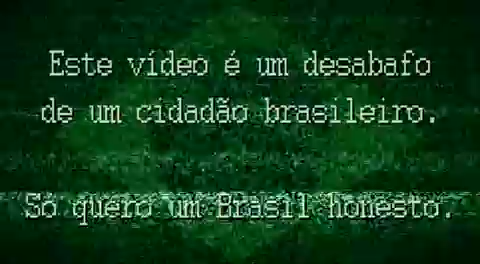 Este vídeo é um desabafo
de um cidadão brasileiro.
Só quero um Brasil honesto.